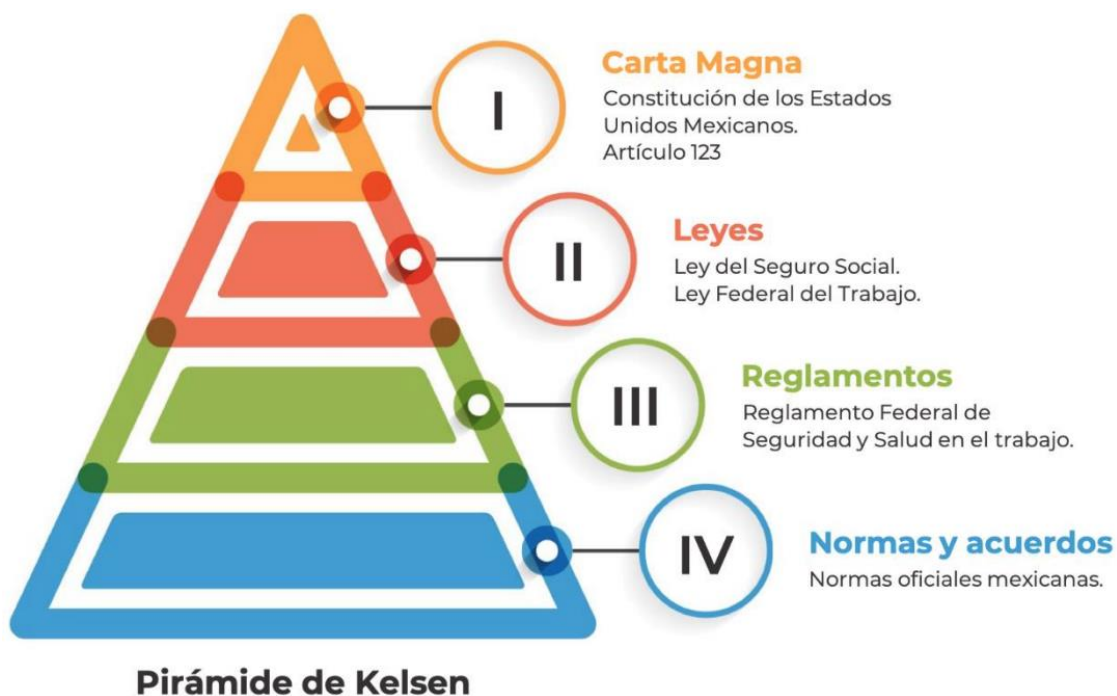 I
Carta Magna
Constitución de los Estados
Unidos Mexicanos.
Artículo 123
II
Leyes
Ley del Seguro Social.
Ley Federal del Trabajo.
III
Reglamentos
Reglamento Federal de
Seguridad y Salud en el trabajo.
IV
Normas y acuerdos
Normas oficiales mexicanas.
Pirámide de Kelsen